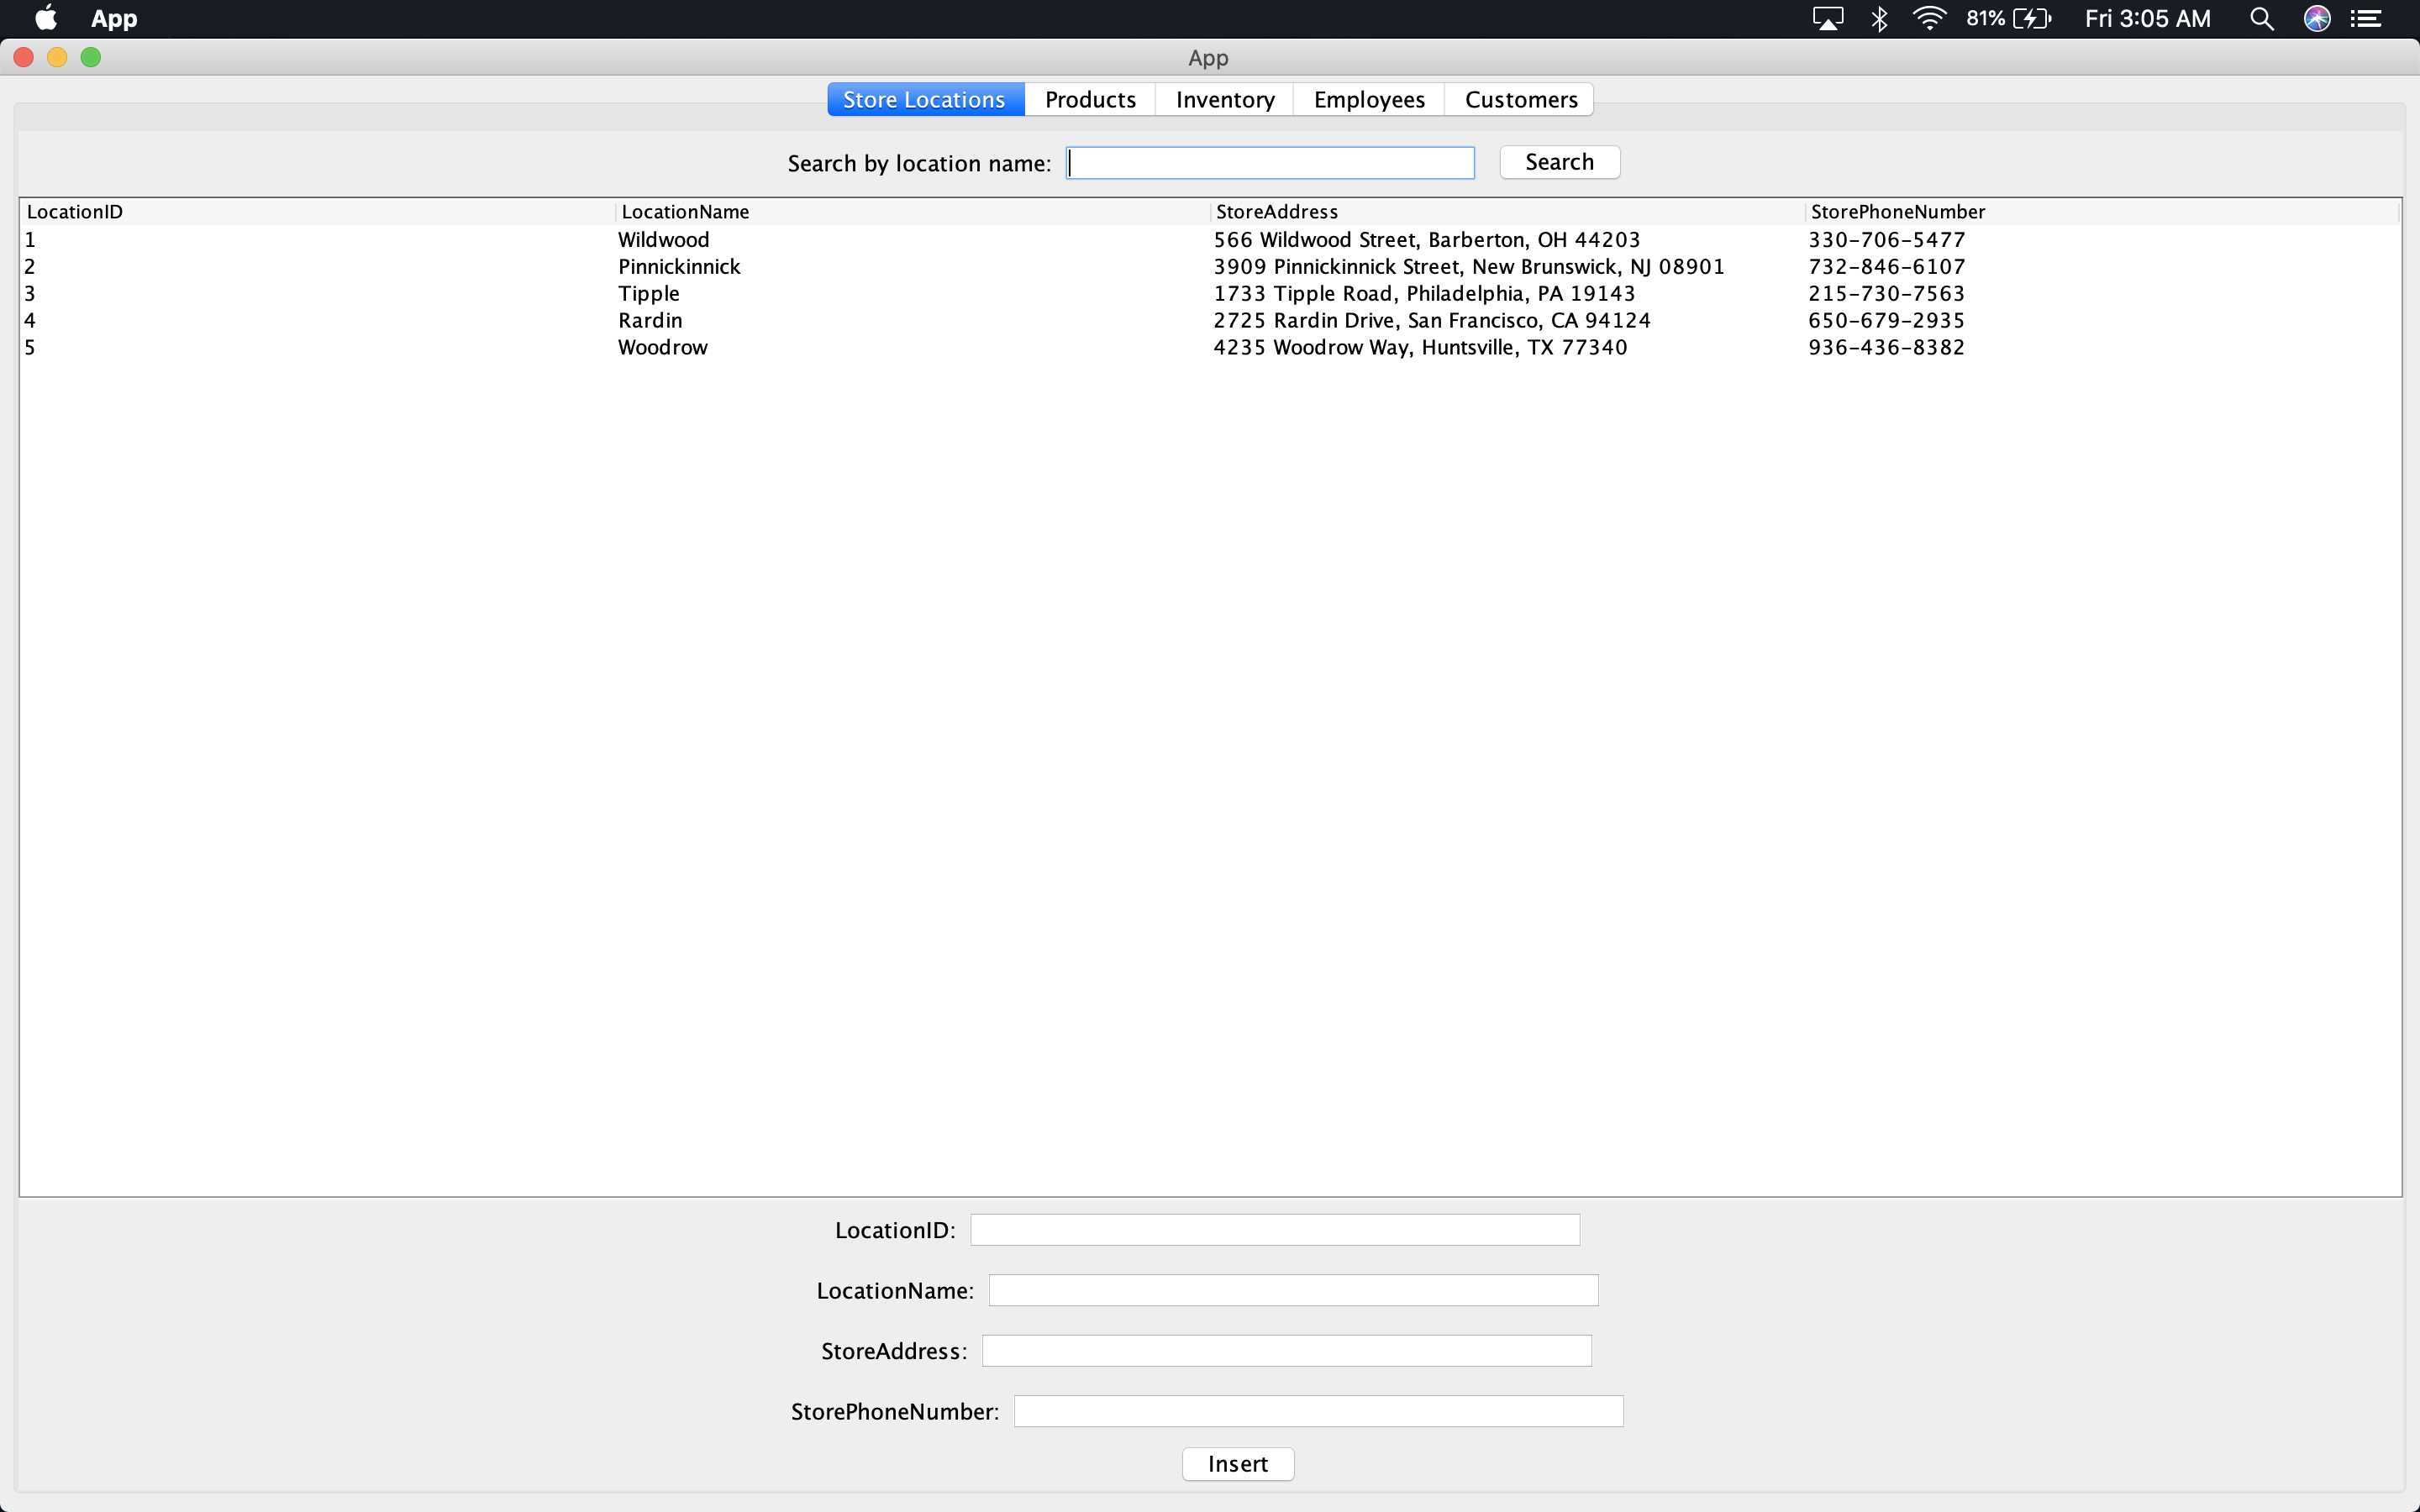 App 81% Fri 3:05 AM
App
Store Locations Products Inventory Employees Customers
Search by location name: Search
LocationID LocationName StoreAddress StorePhoneNumber
1 Wildwood 566 Wildwood Street, Barberton, OH 44203 330-706-5477
2 Pinnickinnick 3909 Pinnickinnick Street, New Brunswick, NJ 08901 732-846-6107
3 Tipple 1733 Tipple Road, Philadelphia, PA 19143 215-730-7563
4 Rardin 2725 Rardin Drive, San Francisco, CA 94124 650-679-2935
5 Woodrow 4235 Woodrow Way, Huntsville, TX 77340 936-436-8382
LocationID:
LocationName:
StoreAddress:
StorePhoneNumber:
Insert